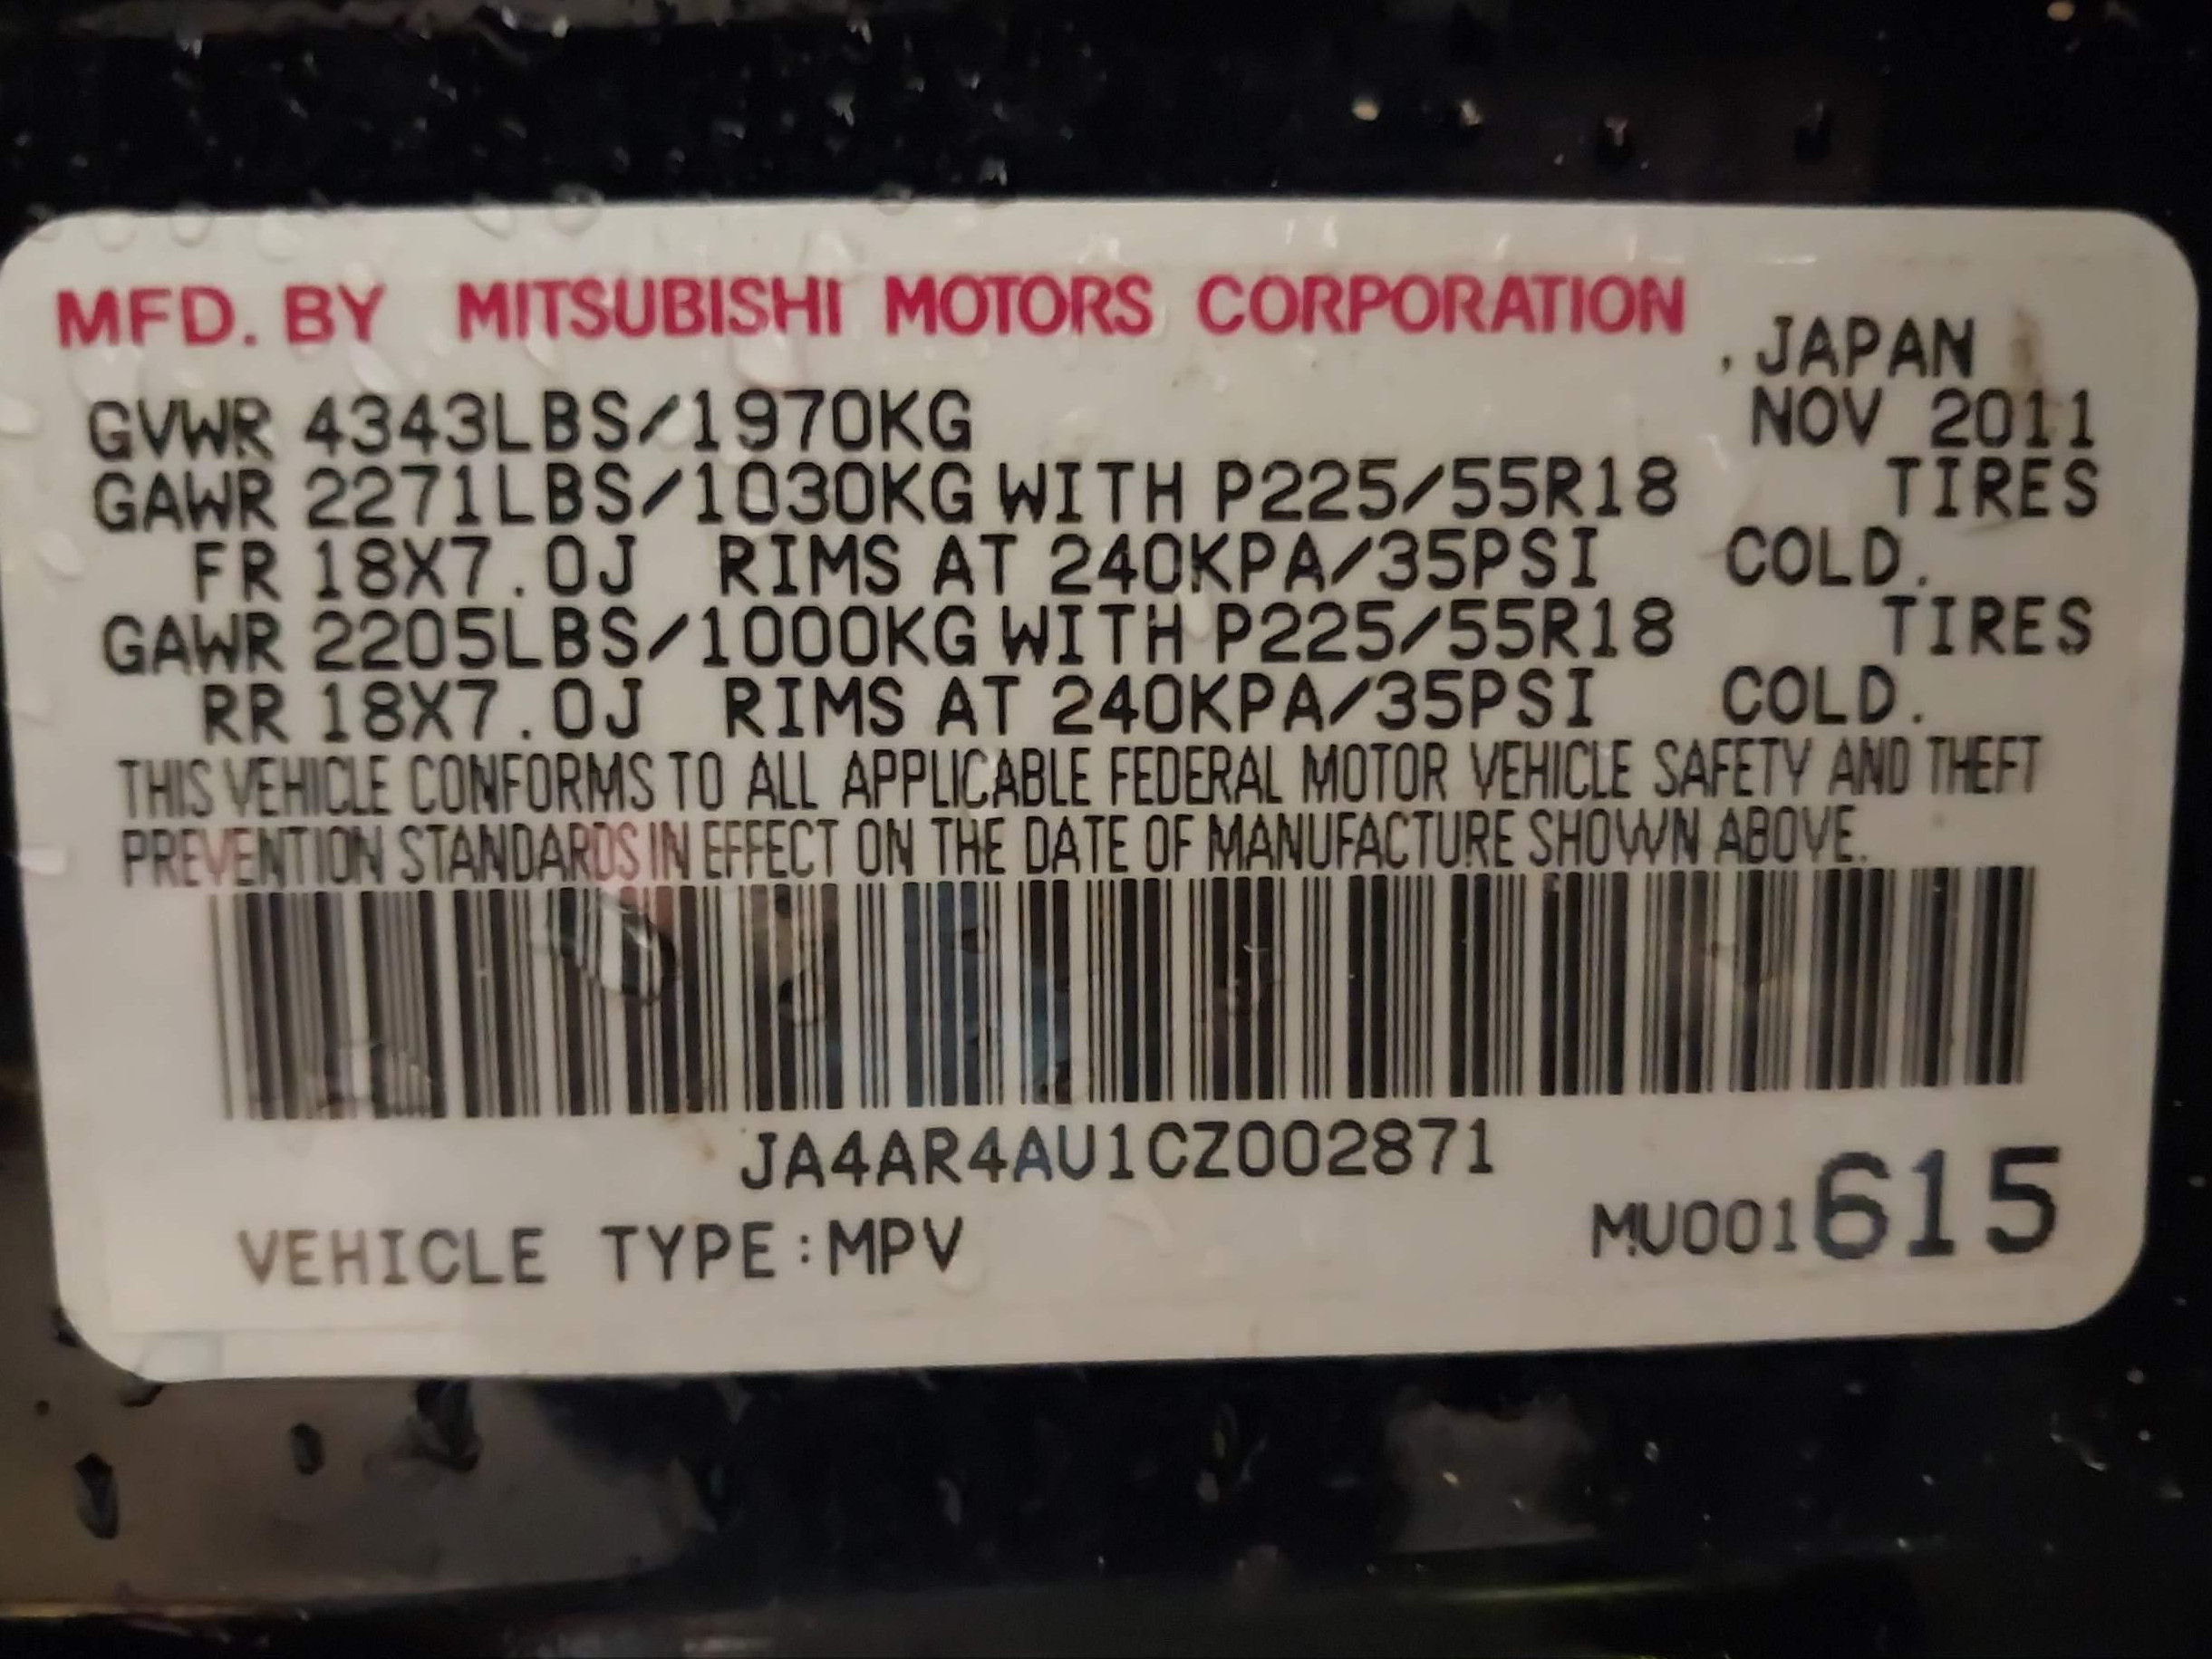 MFD. BY MITSUBISHI MOTORS CORPORATION , JAPAN
GVWR 4343LBS/1970KG NOV 2011
GAWR 2271LBS/1030KG WITH P225/55R18 TIRES
FR 18X7.0J RIMS AT 240KPA/35PSI COLD.
GAWR 2205LBS/1000KG WITH P225/55R18 TIRES
RR 18X7.0J RIMS AT 240KPA/35PSI COLD.
THIS VEHICLE CONFORMS TO ALL APPLICABLE FEDERAL MOTOR VEHICLE SAFETY AND THEFT
PREVENTION STANDARDS IN EFFECT ON THE DATE OF MANUFACTURE SHOWN ABOVE.
JA4AR4AU1CZ002871
VEHICLE TYPE:MPV MU001615